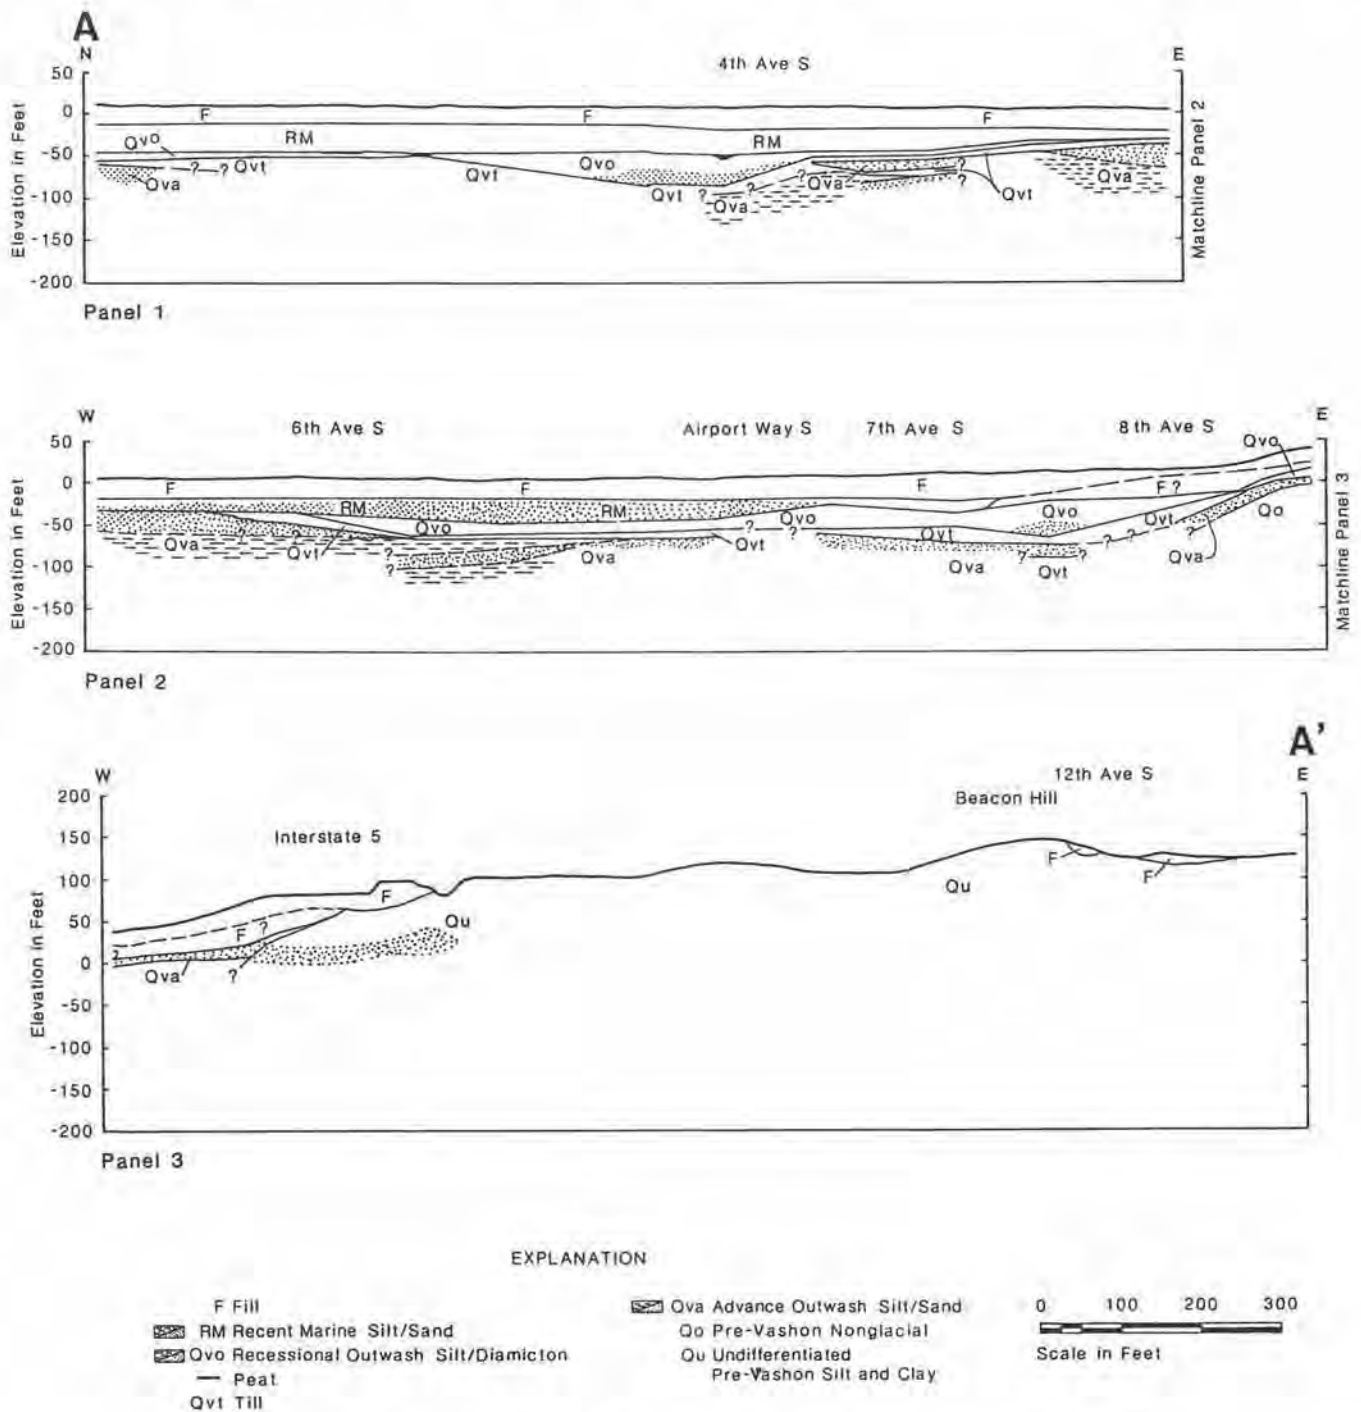 A
N
4th Ave S
E
50
0
-50
-100
-150
-200
Elevation in Feet
F
F
F
RM
RM
Qvo
Qvo
? ? Qvt
Qva
Qvt
Qvt
?
?
?
Qva
Qva
?
?
Qvt
Qva
Matchline Panel 2
Panel 1
W
6th Ave S
Airport Way S
7th Ave S
8th Ave S
E
50
0
-50
-100
-150
-200
Elevation in Feet
F
F
F
F ?
Qvo
RM
RM
Qvo
Qvo
Qvo
Qo
Qva
?
?
?
Qvt
?
Qva
?
?
Qvt
?
Qvt
Qvt
Qva
?
Qvt
?
?
?
?
Qva
Matchline Panel 3
Panel 2
A'
W
12th Ave S
E
Beacon Hill
Interstate 5
200
150
100
50
0
-50
-100
-150
-200
Elevation in Feet
F
F
F
F ?
Qu
Qu
?
Qva
?
Panel 3
EXPLANATION
F Fill
RM Recent Marine Silt/Sand
Qvo Recessional Outwash Silt/Diamicton
Peat
Qvt Till
Qva Advance Outwash Silt/Sand
Qo Pre-Vashon Nonglacial
Qu Undifferentiated
Pre-Vashon Silt and Clay
0 100 200 300
Scale in Feet